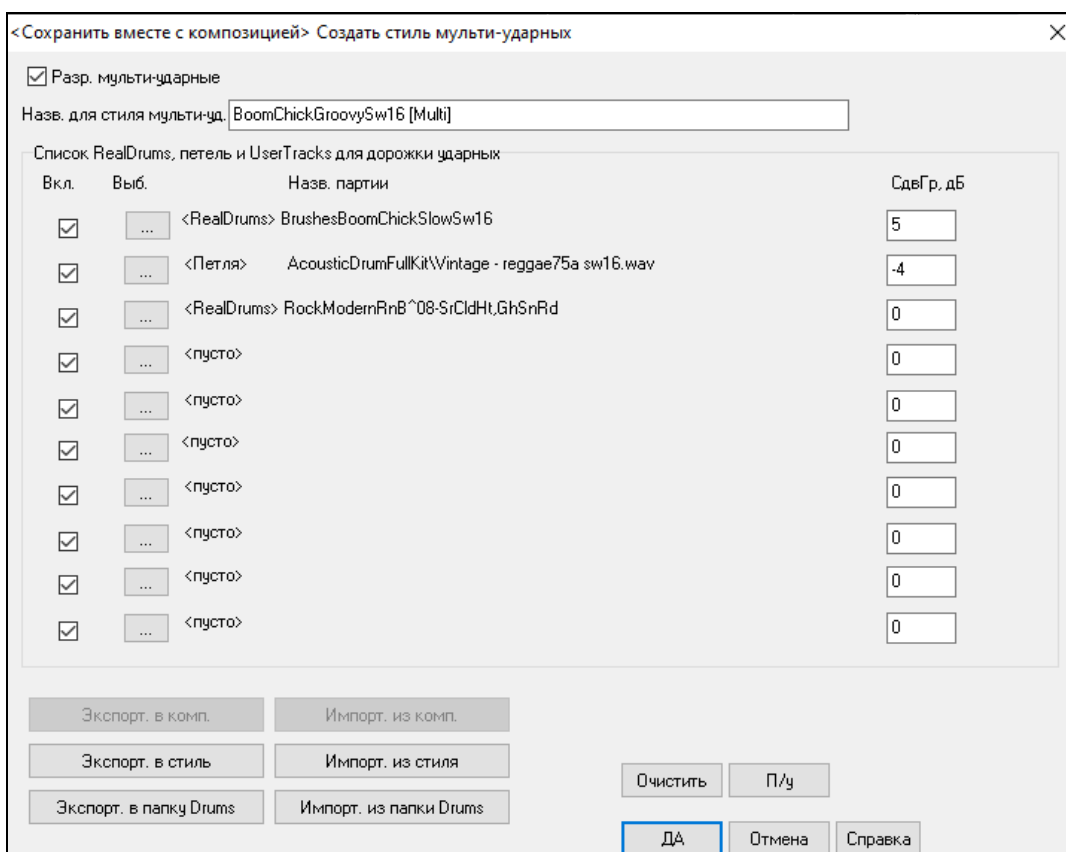 <Сохранить вместе с композицией> Создать стиль мульти-ударных
Разр. мульти-ударные
Назв. для стиля мульти-уд. BoomChickGroovySw16 [Multi]
Список RealDrums, петель и UserTracks для дорожки ударных
Вкл. Выб. Назв. партии СдвГр, дБ
... <RealDrums> BrushesBoomChickSlowSw16 5
... <Петля> AcousticDrumFullKit\Vintage - reggae75a sw16.wav -4
... <RealDrums> RockModernRnB^08-SrCldHt,GhSnRd 0
... <пусто> 0
... <пусто> 0
... <пусто> 0
... <пусто> 0
... <пусто> 0
... <пусто> 0
... <пусто> 0
Экспорт. в комп. Импорт. из комп.
Экспорт. в стиль Импорт. из стиля
Очистить П/у
Экспорт. в папку Drums Импорт. из папки Drums
ДА Отмена Справка